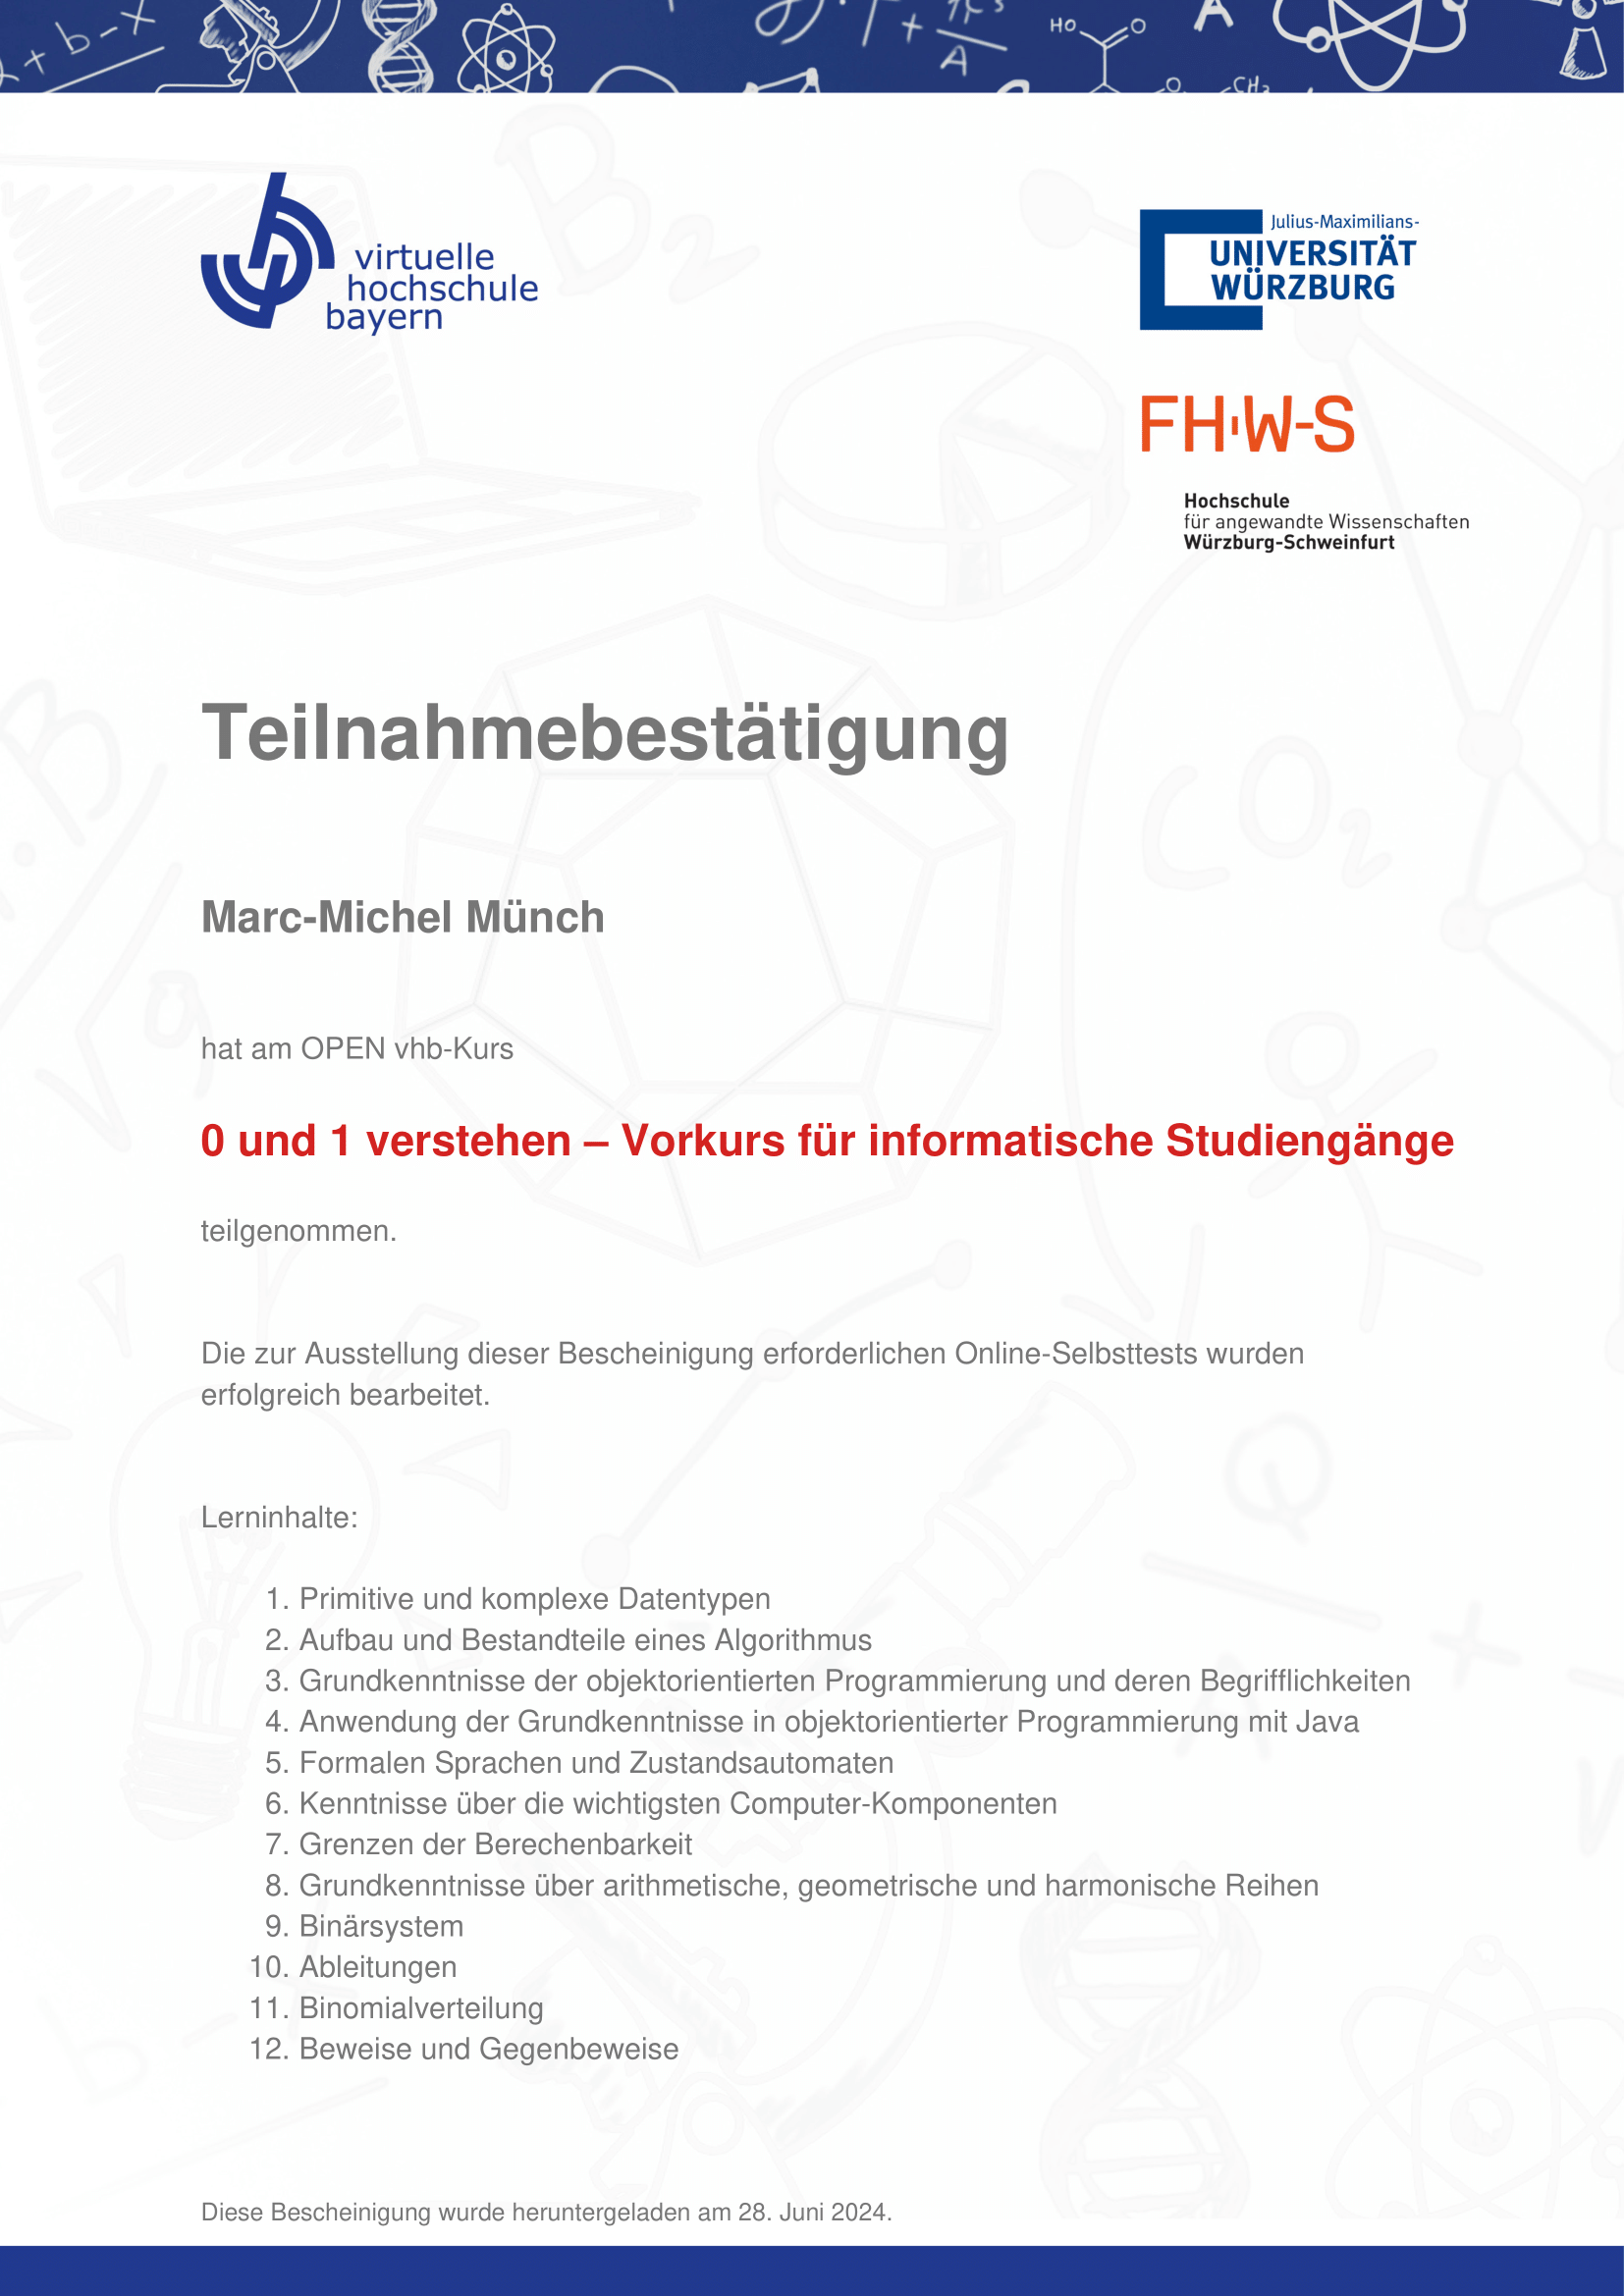 + b - x
HO
O
A
O
CH₃
virtuelle
hochschule
bayern
Julius-Maximilians-
UNIVERSITÄT
WÜRZBURG
FH·W-S
Hochschule
für angewandte Wissenschaften
Würzburg-Schweinfurt
B₂
CO₂
Teilnahmebestätigung
Marc-Michel Münch
hat am OPEN vhb-Kurs
0 und 1 verstehen – Vorkurs für informatische Studiengänge
teilgenommen.
Die zur Ausstellung dieser Bescheinigung erforderlichen Online-Selbsttests wurden
erfolgreich bearbeitet.
Lerninhalte:
1. Primitive und komplexe Datentypen
2. Aufbau und Bestandteile eines Algorithmus
3. Grundkenntnisse der objektorientierten Programmierung und deren Begrifflichkeiten
4. Anwendung der Grundkenntnisse in objektorientierter Programmierung mit Java
5. Formalen Sprachen und Zustandsautomaten
6. Kenntnisse über die wichtigsten Computer-Komponenten
7. Grenzen der Berechenbarkeit
8. Grundkenntnisse über arithmetische, geometrische und harmonische Reihen
9. Binärsystem
10. Ableitungen
11. Binomialverteilung
12. Beweise und Gegenbeweise
Diese Bescheinigung wurde heruntergeladen am 28. Juni 2024.